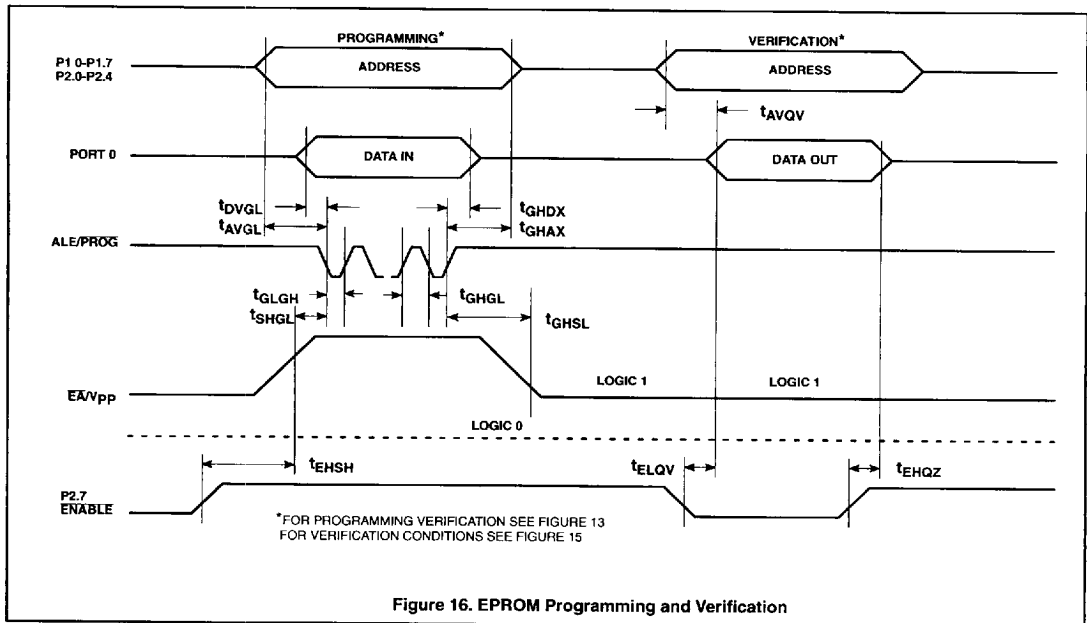 PROGRAMMING*
VERIFICATION*
P1 0-P1.7
P2.0-P2.4
ADDRESS
ADDRESS
tAVQV
PORT 0
DATA IN
DATA OUT
tDVGL
tGHDX
tAVGL
tGHAX
ALE/PROG
tGLGH
tGHGL
tSHGL
tGHSL
EA/VPP
LOGIC 1
LOGIC 1
LOGIC 0
tEHSH
tELQV
tEHQZ
P2.7
ENABLE
*FOR PROGRAMMING VERIFICATION SEE FIGURE 13
FOR VERIFICATION CONDITIONS SEE FIGURE 15
Figure 16. EPROM Programming and Verification